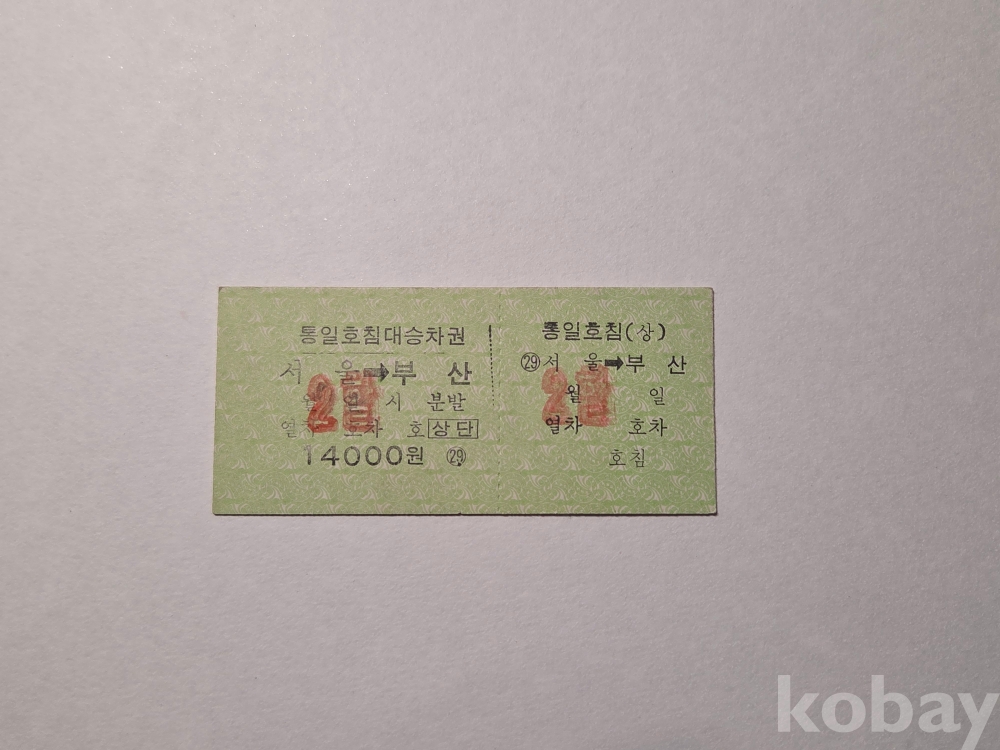 통일호침대승차권
서 울➡부 산
월 일 시 분발
열차 호차 호 상단
14000원 ㉙
통일호침(상)
㉙서 울➡부 산
월 일
열차 호차
호침
kobay